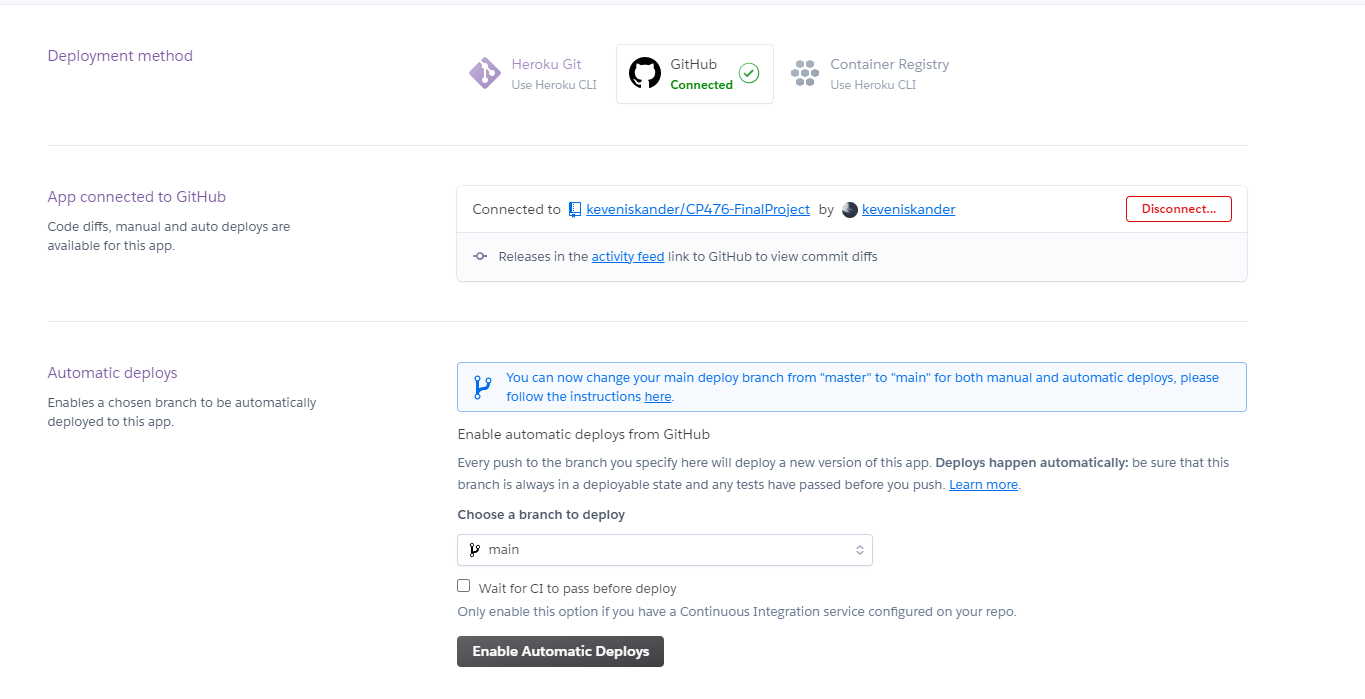 Deployment method
Heroku Git
Use Heroku CLI
GitHub
Connected
Container Registry
Use Heroku CLI
App connected to GitHub
Code diffs, manual and auto deploys are
available for this app.
Connected to keveniskander/CP476-FinalProject by keveniskander
Disconnect...
Releases in the activity feed link to GitHub to view commit diffs
Automatic deploys
Enables a chosen branch to be automatically
deployed to this app.
You can now change your main deploy branch from "master" to "main" for both manual and automatic deploys, please
follow the instructions here.
Enable automatic deploys from GitHub
Every push to the branch you specify here will deploy a new version of this app. Deploys happen automatically: be sure that this
branch is always in a deployable state and any tests have passed before you push. Learn more.
Choose a branch to deploy
main
Wait for CI to pass before deploy
Only enable this option if you have a Continuous Integration service configured on your repo.
Enable Automatic Deploys